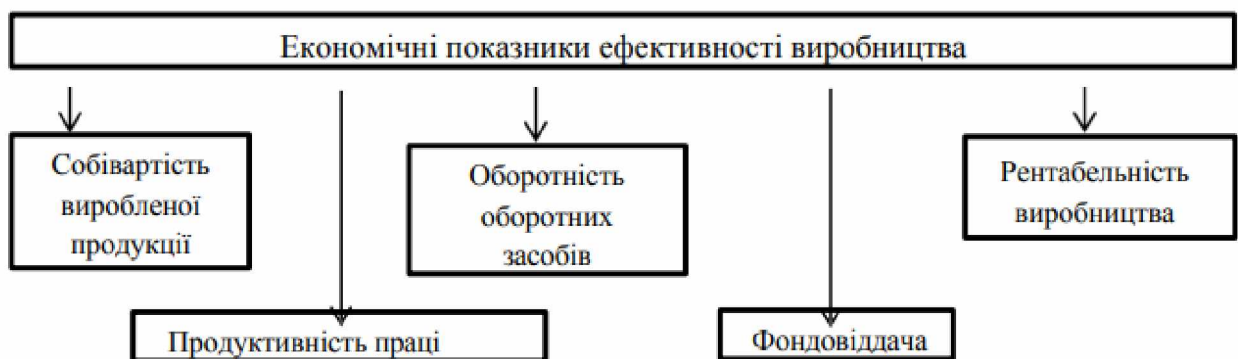 Економічні показники ефективності виробництва
Собівартість
виробленої
продукції
Оборотність
оборотних
засобів
Рентабельність
виробництва
Продуктивність праці
Фондовіддача